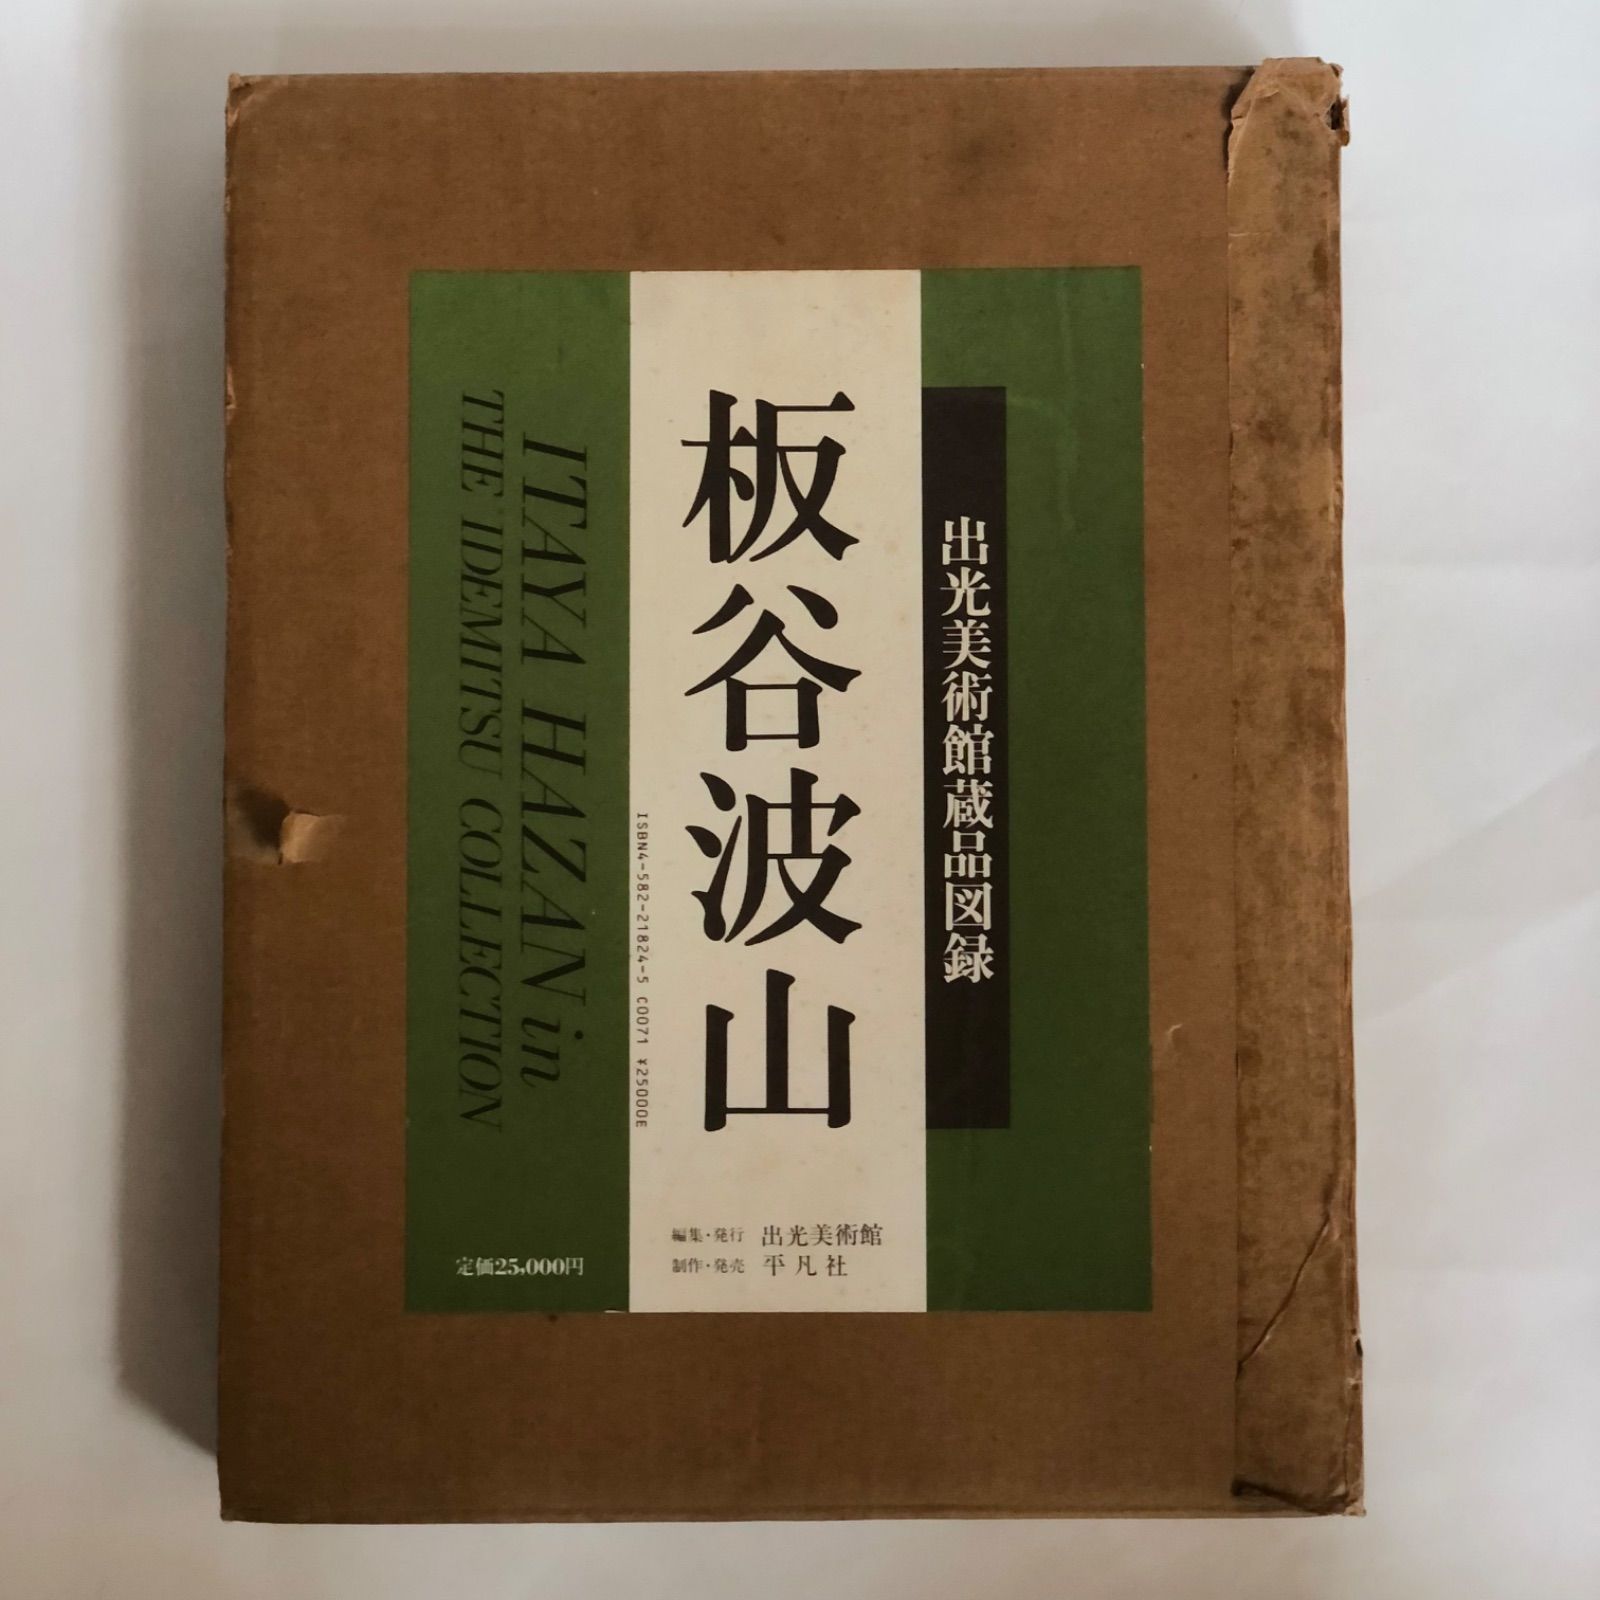 出光美術館蔵品図録
板谷波山
ISBN4-582-21824-5 C0071 ¥25000E
ITAYA HAZAN in
THE IDEMITSU COLLECTION
編集・発行 出光美術館
制作・発売 平凡社
定価25,000円